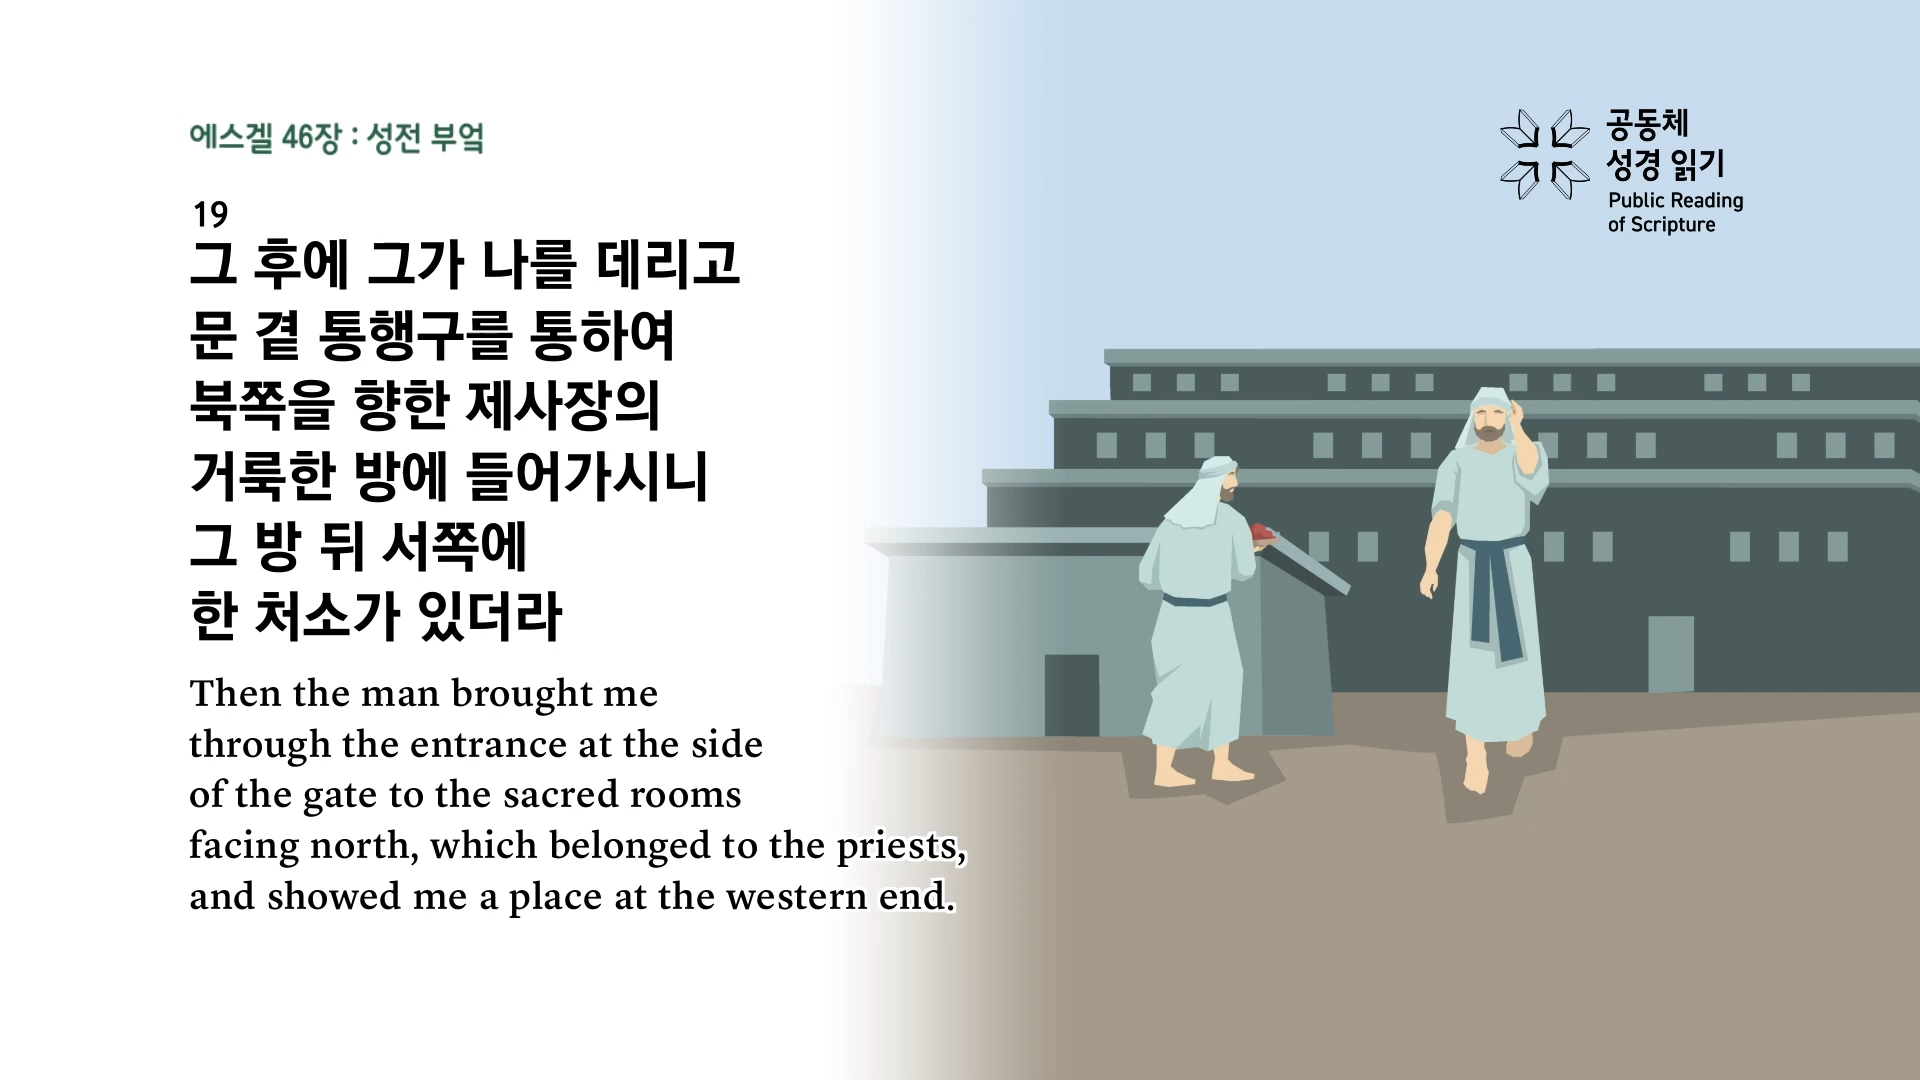 에스겔 46장 : 성전 부엌
19
그 후에 그가 나를 데리고
문 곁 통행구를 통하여
북쪽을 향한 제사장의
거룩한 방에 들어가시니
그 방 뒤 서쪽에
한 처소가 있더라
Then the man brought me
through the entrance at the side
of the gate to the sacred rooms
facing north, which belonged to the priests,
and showed me a place at the western end.
공동체
성경 읽기
Public Reading
of Scripture